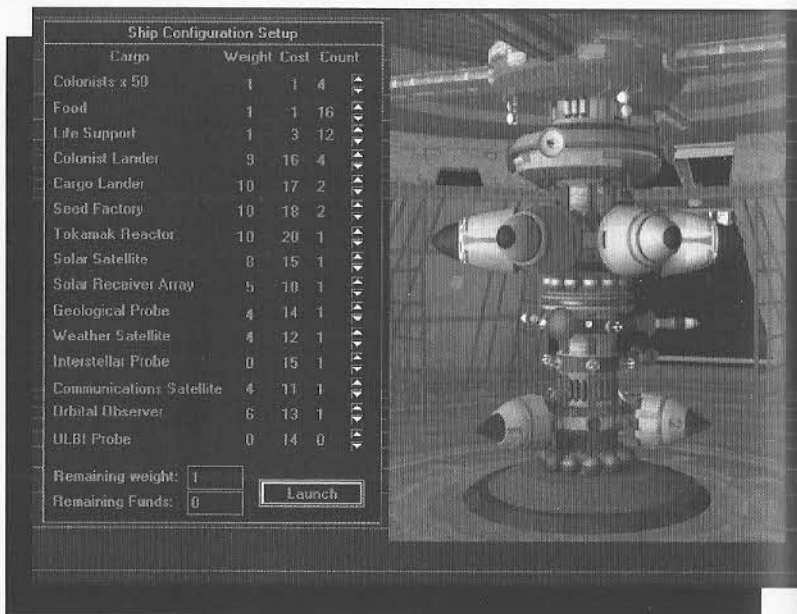 Ship Configuration Setup
Cargo Weight Cost Count
Colonists x 50 1 1 4
Food 1 1 16
Life Support 1 3 12
Colonist Lander 9 16 4
Cargo Lander 10 17 2
Seed Factory 10 18 2
Tokamak Reactor 10 20 1
Solar Satellite 8 15 1
Solar Receiver Array 5 10 1
Geological Probe 4 14 1
Weather Satellite 4 12 1
Interstellar Probe 0 15 1
Communications Satellite 4 11 1
Orbital Observer 6 13 1
ULBI Probe 0 14 0
Remaining weight: 1
Remaining Funds: 0
Launch